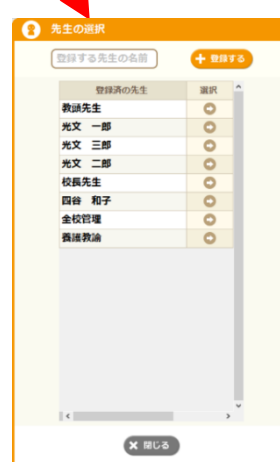 先生の選択
登録する先生の名前 + 登録する
登録済の先生 選択
教頭先生
光文 一郎
光文 三郎
光文 二郎
校長先生
四谷 和子
全校管理
養護教諭
× 閉じる